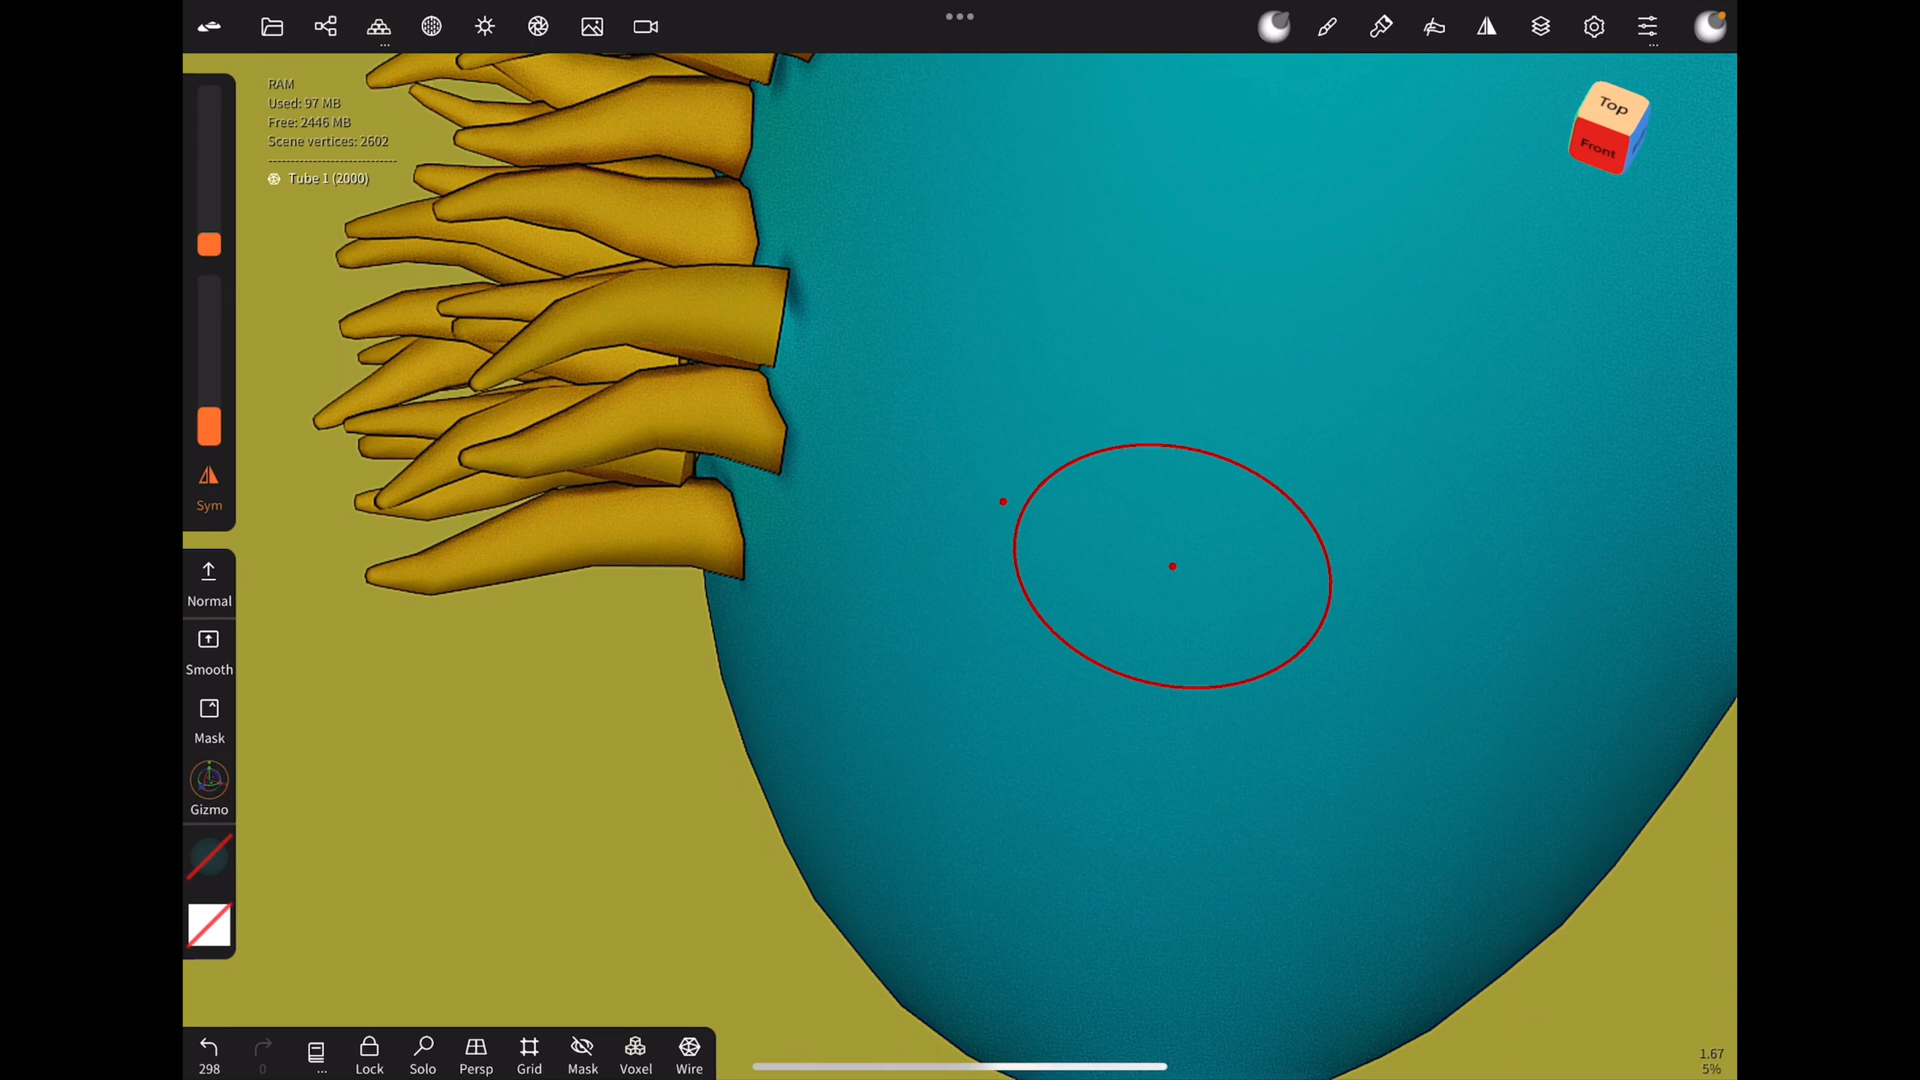 RAM
Used: 97 MB
Free: 2446 MB
Scene vertices: 2602
------------------------------
Tube 1 (2000)
Top
Front
Sym
Normal
Smooth
Mask
Gizmo
298
0
...
Lock
Solo
Persp
Grid
Mask
Voxel
Wire
1.67
5%